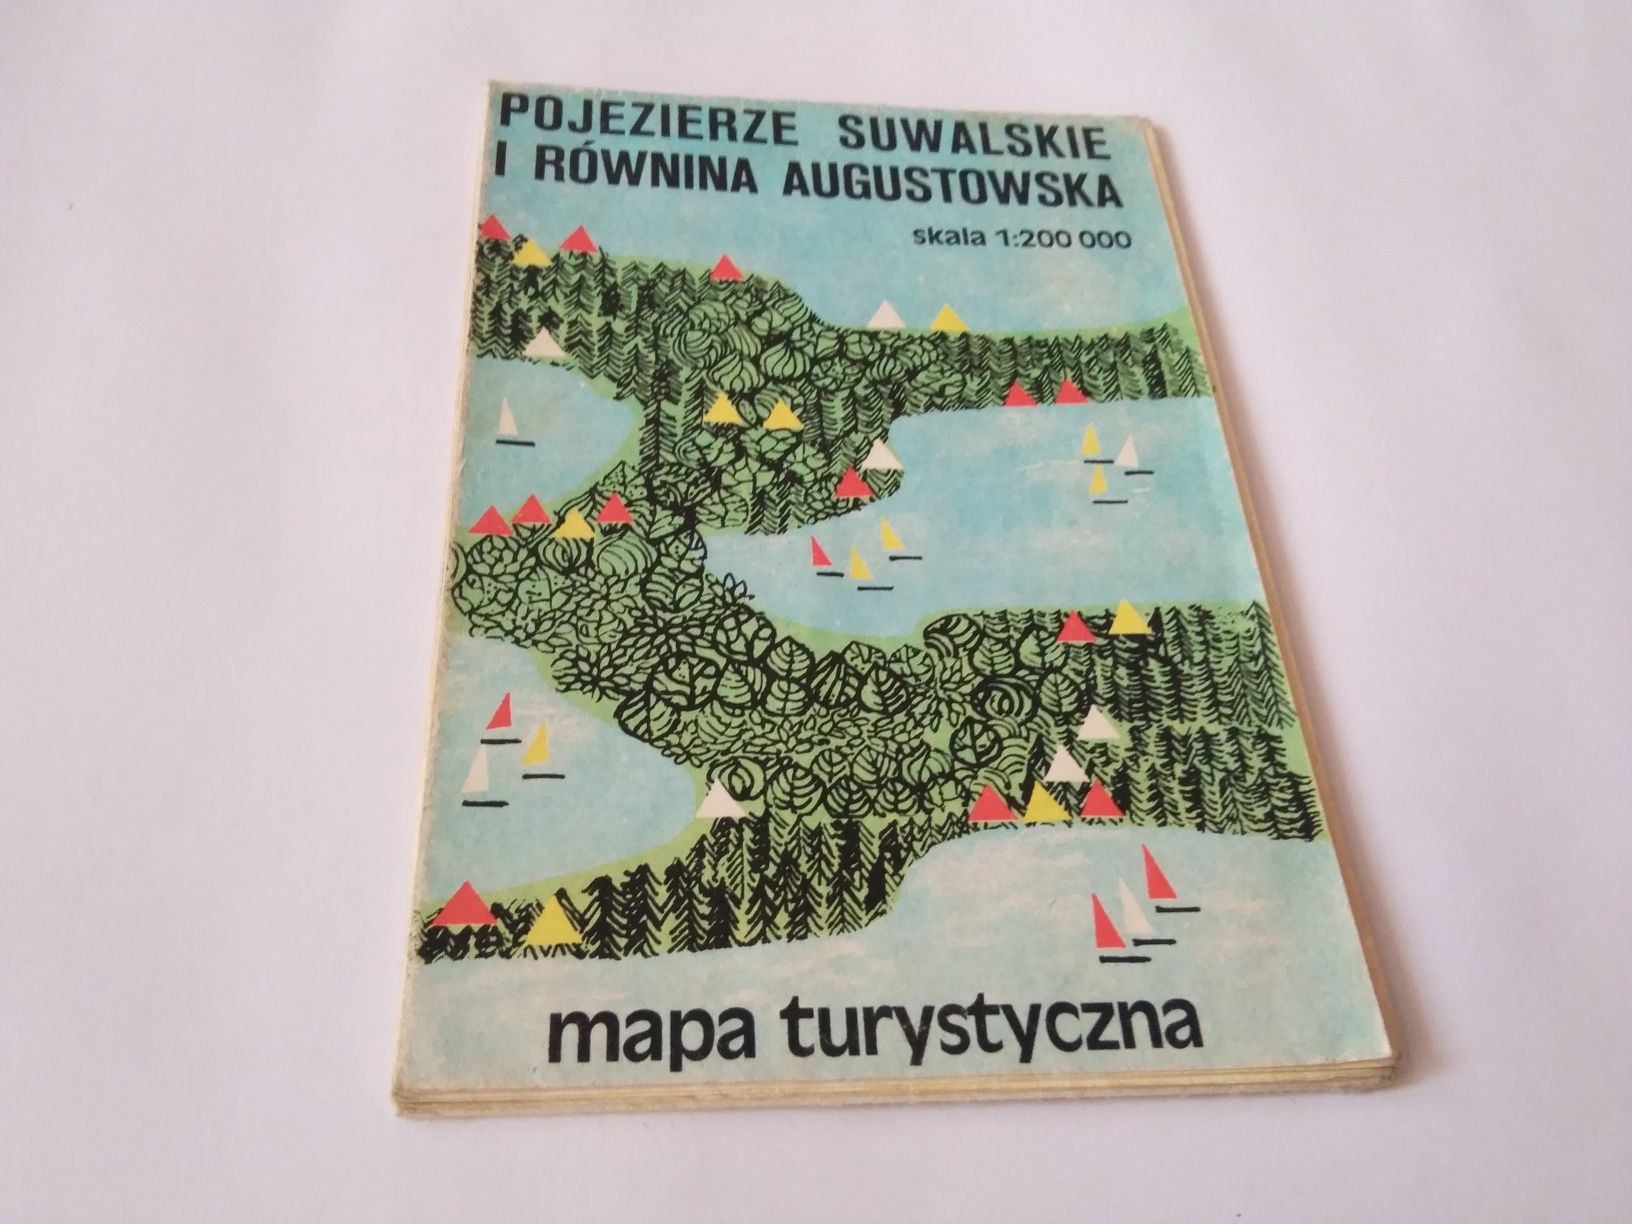 POJEZIERZE SUWALSKIE
I RÓWNINA AUGUSTOWSKA
skala 1:200 000
mapa turystyczna